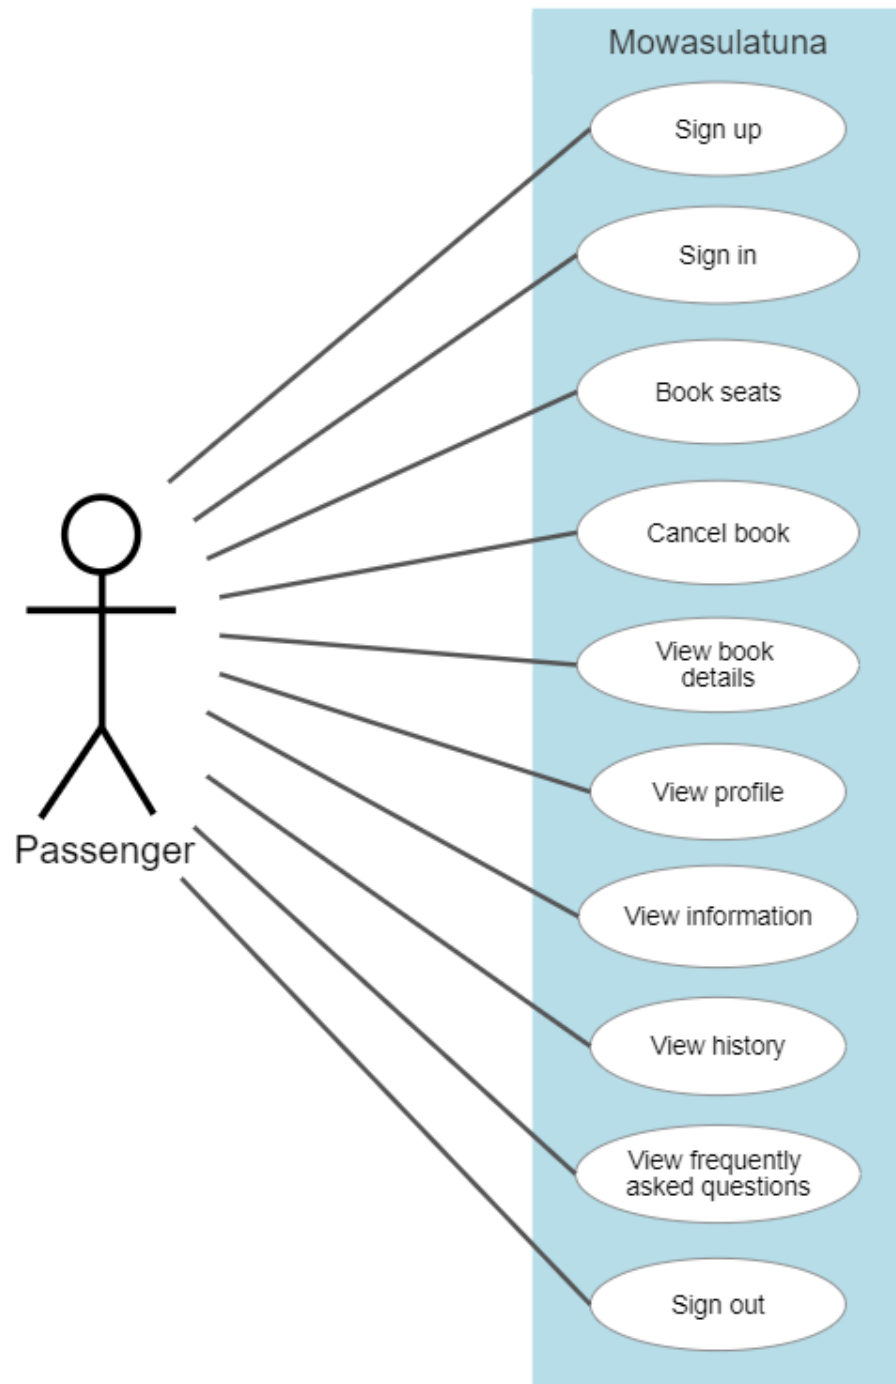 Mowasulatuna
Sign up
Sign in
Book seats
Cancel book
View book
details
View profile
Passenger
View information
View history
View frequently
asked questions
Sign out